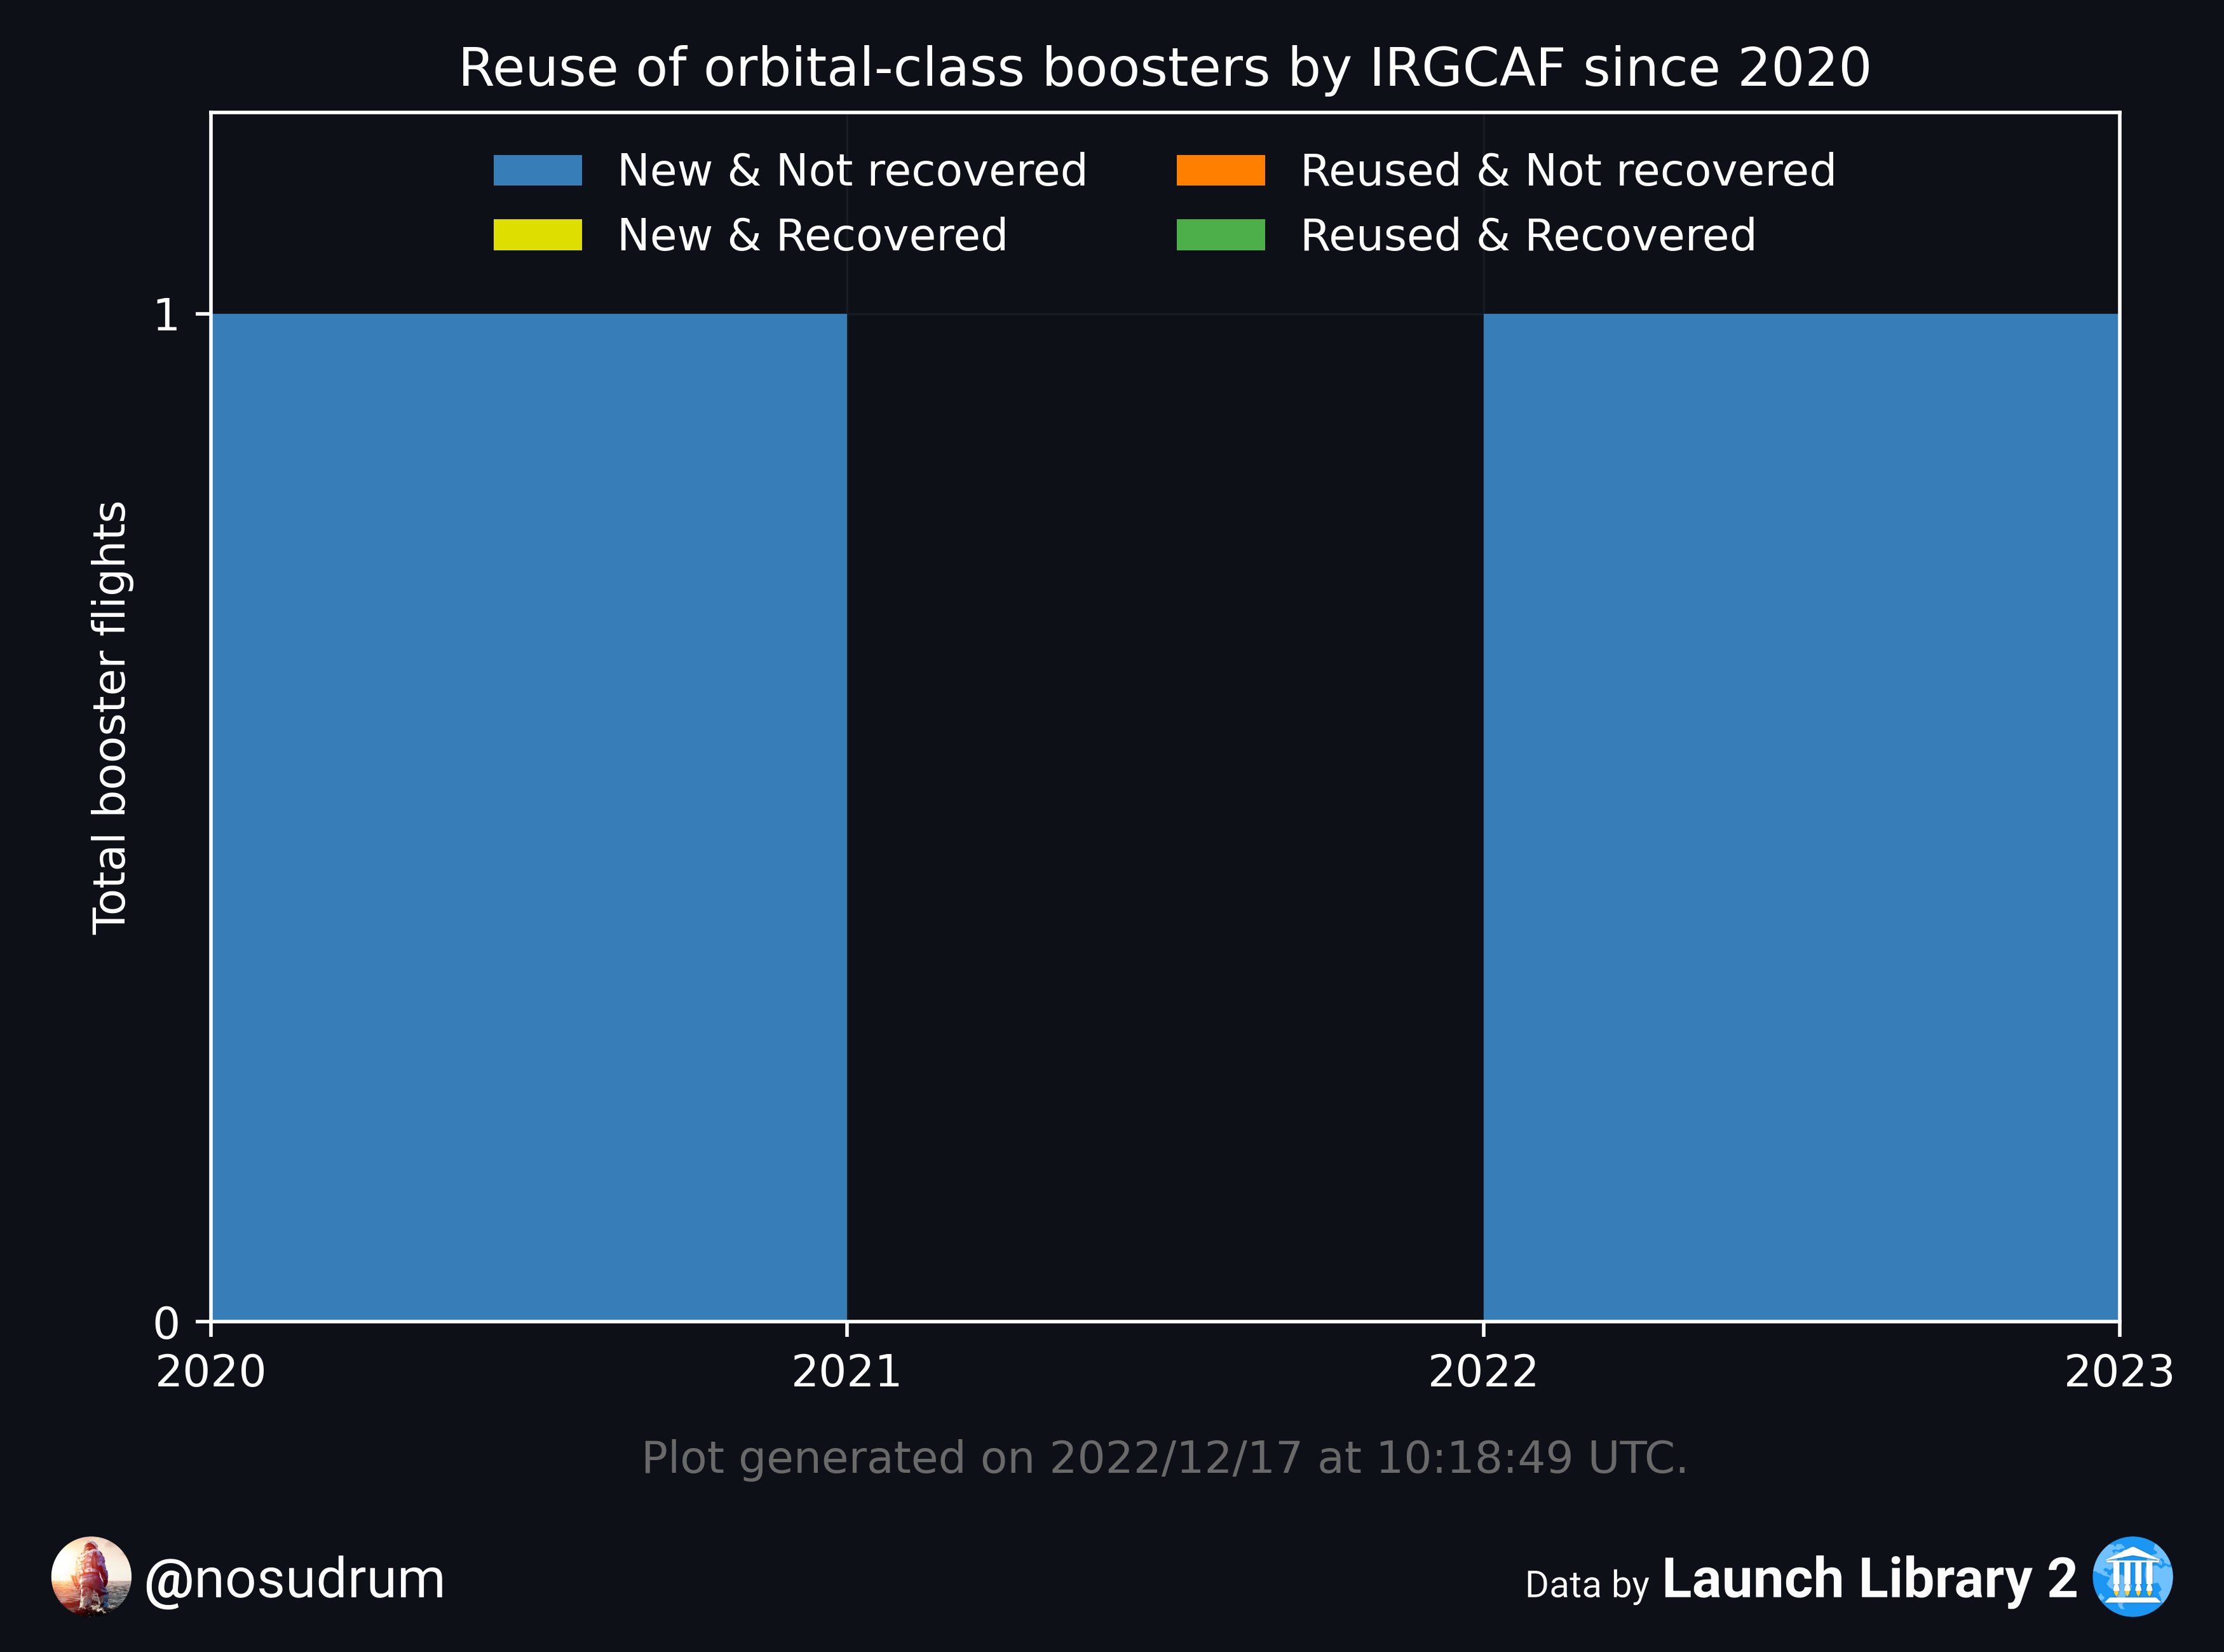 Reuse of orbital-class boosters by IRGCAF since 2020
New & Not recovered
New & Recovered
Reused & Not recovered
Reused & Recovered
1
Total booster flights
0
2020 2021 2022 2023
Plot generated on 2022/12/17 at 10:18:49 UTC.
@nosudrum
Data by Launch Library 2